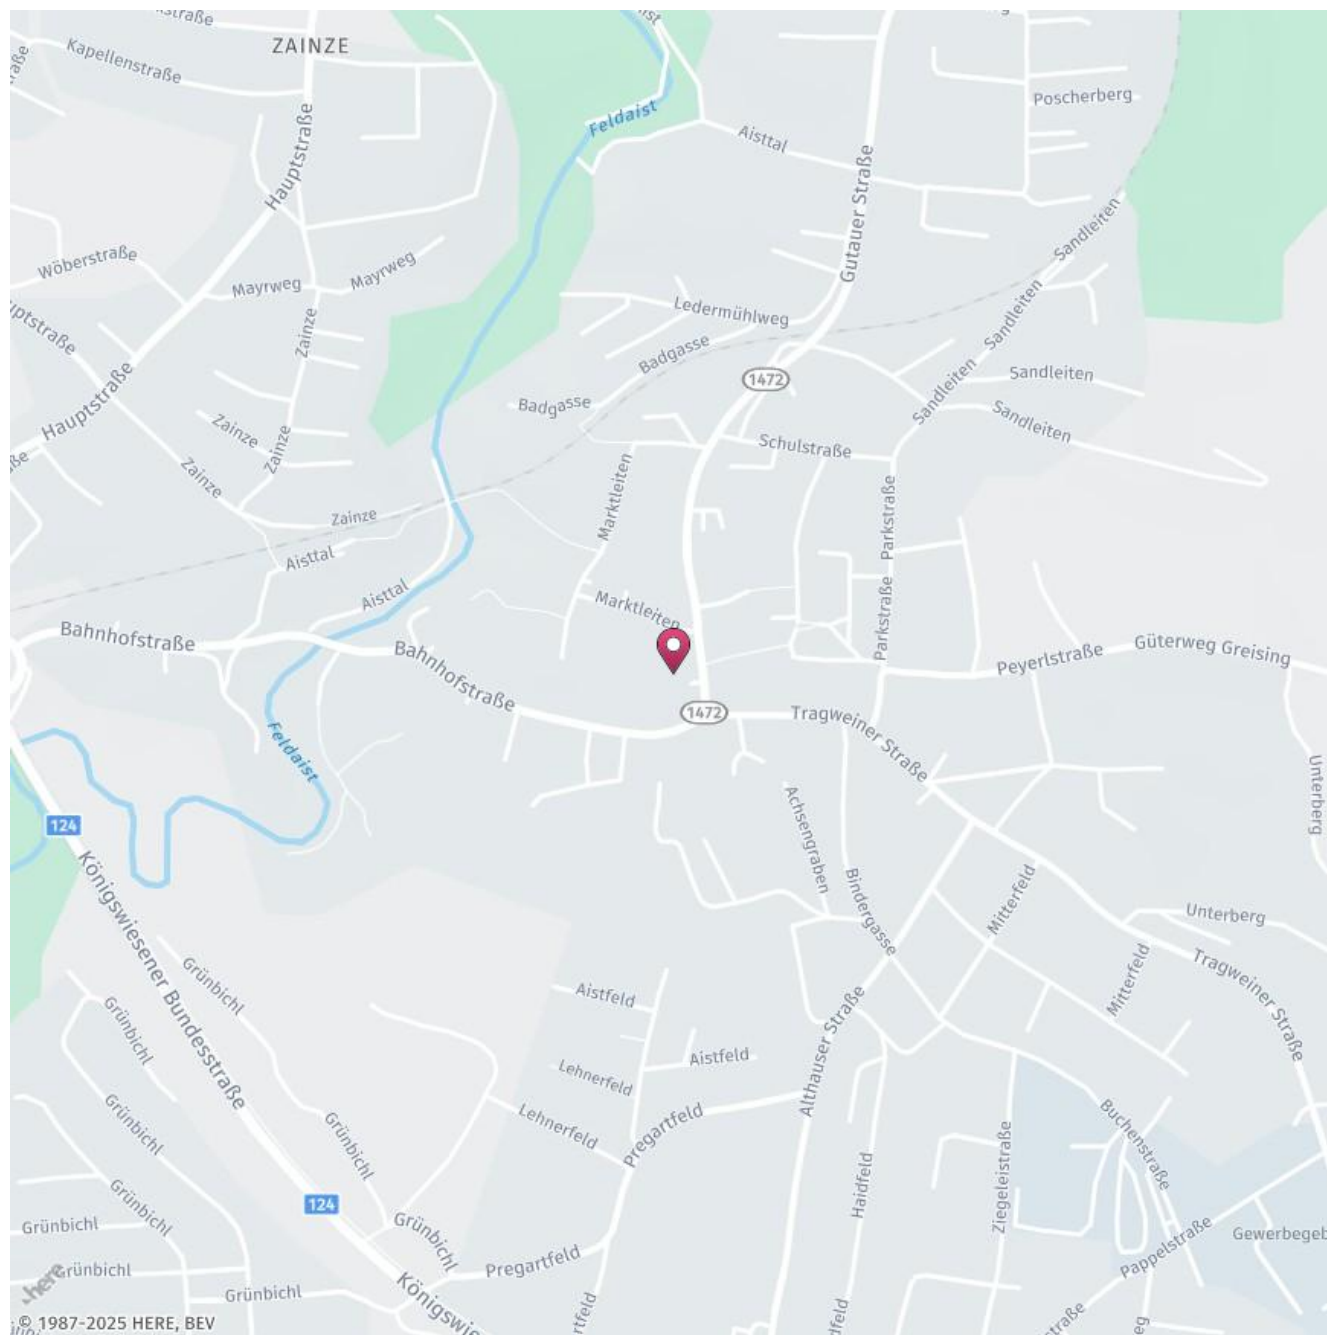 straße
ZAINZE
Kapellenstraße
Feldaist
Poscherberg
Aisttal
Hauptstraße
Gutauer Straße
Sandleiten
Wöberstraße
Mayrweg
Mayrweg
Ledermühlweg
Zainze
Sandleiten
Badgasse
1472
Sandleiten
Sandleiten
Hauptstraße
Badgasse
Sandleiten
Zainze
Zainze
Schulstraße
Zainze
Marktleiten
Parkstraße
Zainze
Aisttal
Aisttal
Marktleiten
Parkstraße
Bahnhofstraße
Bahnhofstraße
Peyerlstraße
Güterweg Greising
1472
Tragweiner Straße
Feldaist
Unterberg
124
Achsengraben
Königswiesener Bundesstraße
Bindergasse
Mitterfeld
Unterberg
Grünbichl
Mitterfeld
Tragweiner Straße
Aistfeld
Grünbichl
Althauser Straße
Aistfeld
Lehnerfeld
Grünbichl
Lehnerfeld
Pregartfeld
Buchenstraße
Grünbichl
Ziegeleistraße
Haidfeld
124
Grünbichl
Grünbichl
Grünbichl
Pappelstraße
Gewerbegeb
Pregartfeld
Grünbichl
here
Grünbichl
Königswie
© 1987-2025 HERE, BEV